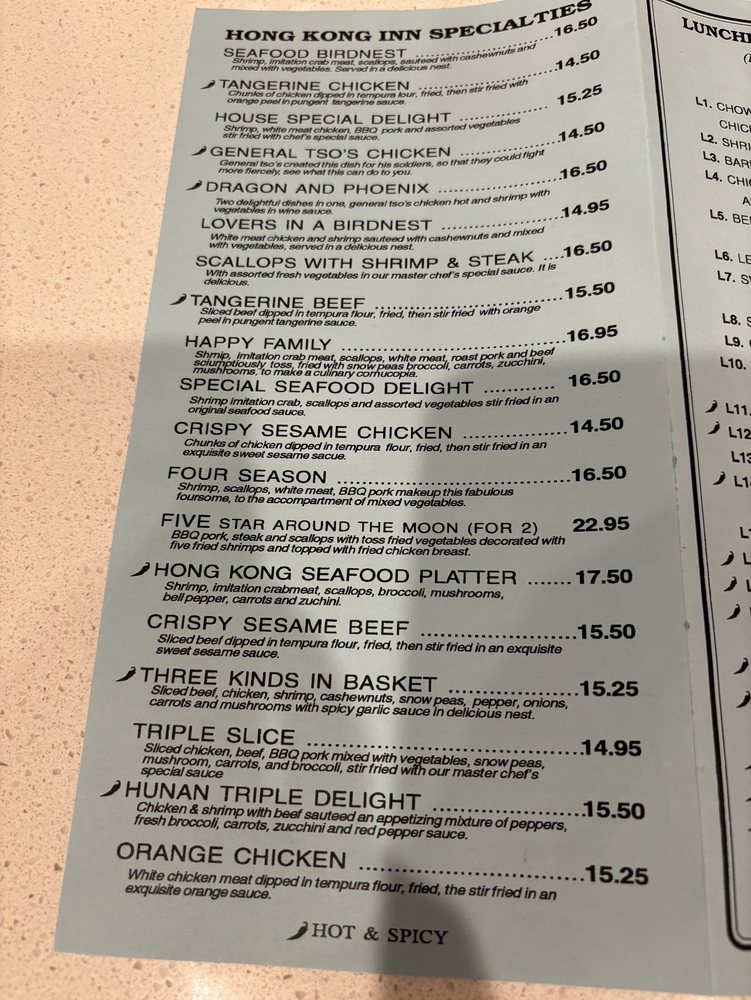 HONG KONG INN SPECIALTIES
SEAFOOD BIRDNEST ........................ 16.50
Shrimp, imitation crab meat, scallops, sauteed with cashewnuts and
mixed with vegetables. Served in a delicious nest.
TANGERINE CHICKEN ........................ 14.50
Chunks of chicken dipped in tempura lour, fried, then stir fried with
orange peel in pungent tangerine sauce.
HOUSE SPECIAL DELIGHT ................ 15.25
Shrimp, white meat chicken, BBQ pork and assorted vegetables
stir fried with chef's special sauce.
GENERAL TSO'S CHICKEN ................ 14.50
General tso's created this dish for his soldiers, so that they could fight
more fiercely, see what this can do to you.
DRAGON AND PHOENIX .................... 16.50
Two delightful dishes in one, general tso's chicken hot and shrimp with
vegetables in wine sauce.
LOVERS IN A BIRDNEST .................. 14.95
White meat chicken and shrimp sauteed with cashewnuts and mixed
with vegetables, served in a delicious nest.
SCALLOPS WITH SHRIMP & STEAK ....16.50
With assorted fresh vegetables in our master chef's special sauce. It is
delicious.
TANGERINE BEEF ............................15.50
Sliced beef dipped in tempura flour, fried, then stir fried with orange
peel in pungent tangerine sauce.
HAPPY FAMILY ................................16.95
Shrmip, imitation crab meat, scallops, white meat, roast pork and beef
sciumptiously toss, fried with snow peas broccoli, carrots, zucchini,
mushrooms, to make a culinary cornucopia.
SPECIAL SEAFOOD DELIGHT ............ 16.50
Shrimp imitation crab, scallops and assorted vegetables stir fried in an
original seafood sauce.
CRISPY SESAME CHICKEN ..............14.50
Chunks of chicken dipped in tempura flour, fried, then stir fried in an
exquisite sweet sesame sacue.
FOUR SEASON ................................16.50
Shrimp, scallops, white meat, BBQ pork makeup this fabulous
foursome, to the accompartment of mixed vegetables.
FIVE STAR AROUND THE MOON (FOR 2) 22.95
BBQ pork, steak and scallops with toss fried vegetables decorated with
five fried shrimps and topped with fried chicken breast.
HONG KONG SEAFOOD PLATTER .......17.50
Shrimp, imitation crabmeat, scallops, broccoli, mushrooms,
bell pepper, carrots and zuchini.
CRISPY SESAME BEEF ....................15.50
Sliced beef dipped in tempura flour, fried, then stir fried in an exquisite
sweet sesame sauce.
THREE KINDS IN BASKET ................15.25
Sliced beef, chicken, shrimp, cashewnuts, snow peas, pepper, onions,
carrots and mushrooms with spicy garlic sauce in delicious nest.
TRIPLE SLICE ..................................14.95
Sliced chicken, beef, BBQ pork mixed with vegetables, snow peas,
mushroom, carrots, and broccoli, stir fried with our master chef's
special sauce
HUNAN TRIPLE DELIGHT ..................15.50
Chicken & shrimp with beef sauteed an appetizing mixture of peppers,
fresh broccoli, carrots, zucchini and red pepper sauce.
ORANGE CHICKEN ............................15.25
White chicken meat dipped in tempura flour, fried, the stir fried in an
exquisite orange sauce.
HOT & SPICY
L1.
L2.
L3.
L4.
L5.
L6.
L7.
L8.
L9.
L10.
L11.
L12